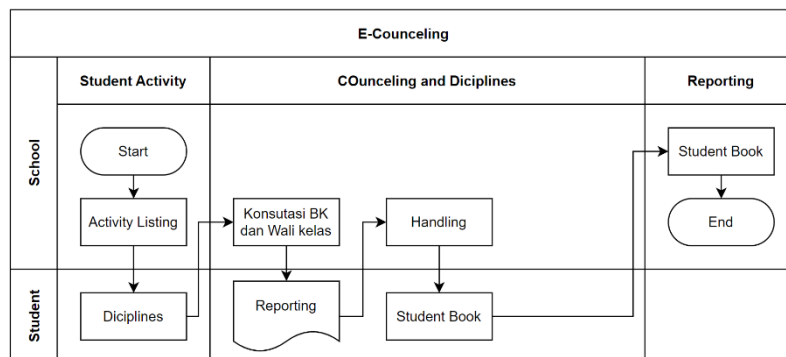 E-Counceling
Student Activity
COunceling and Diciplines
Reporting
School
Start
Student Book
Activity Listing
Konsutasi BK
dan Wali kelas
Handling
End
Student
Diciplines
Reporting
Student Book